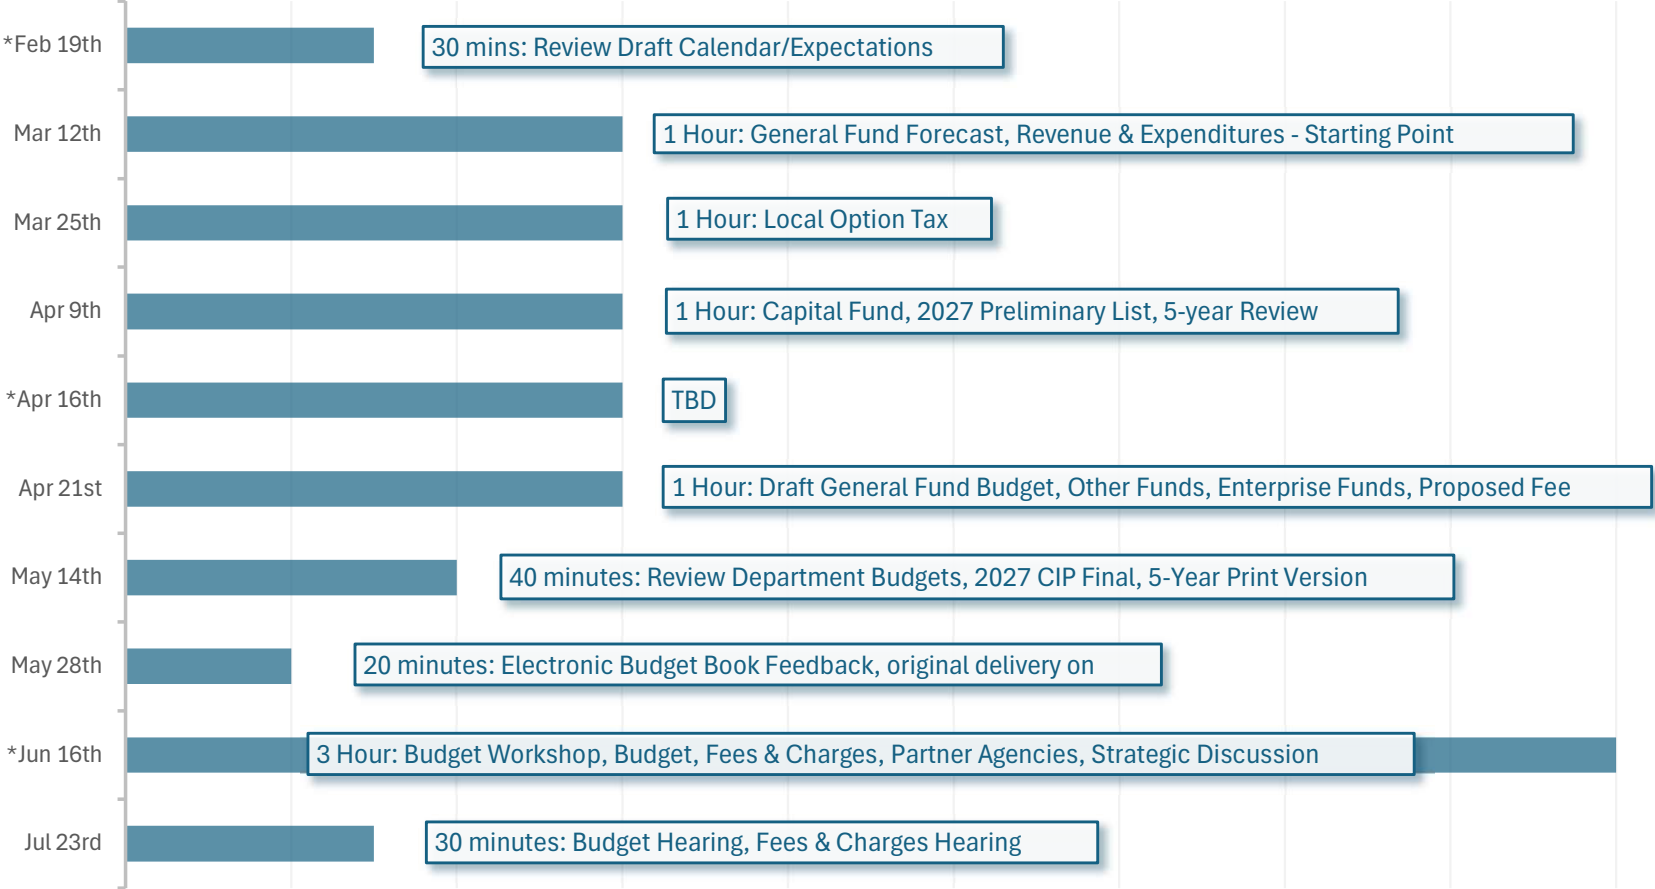 *Feb 19th 30 mins: Review Draft Calendar/Expectations
Mar 12th 1 Hour: General Fund Forecast, Revenue & Expenditures - Starting Point
Mar 25th 1 Hour: Local Option Tax
Apr 9th 1 Hour: Capital Fund, 2027 Preliminary List, 5-year Review
*Apr 16th TBD
Apr 21st 1 Hour: Draft General Fund Budget, Other Funds, Enterprise Funds, Proposed Fee
May 14th 40 minutes: Review Department Budgets, 2027 CIP Final, 5-Year Print Version
May 28th 20 minutes: Electronic Budget Book Feedback, original delivery on
*Jun 16th 3 Hour: Budget Workshop, Budget, Fees & Charges, Partner Agencies, Strategic Discussion
Jul 23rd 30 minutes: Budget Hearing, Fees & Charges Hearing